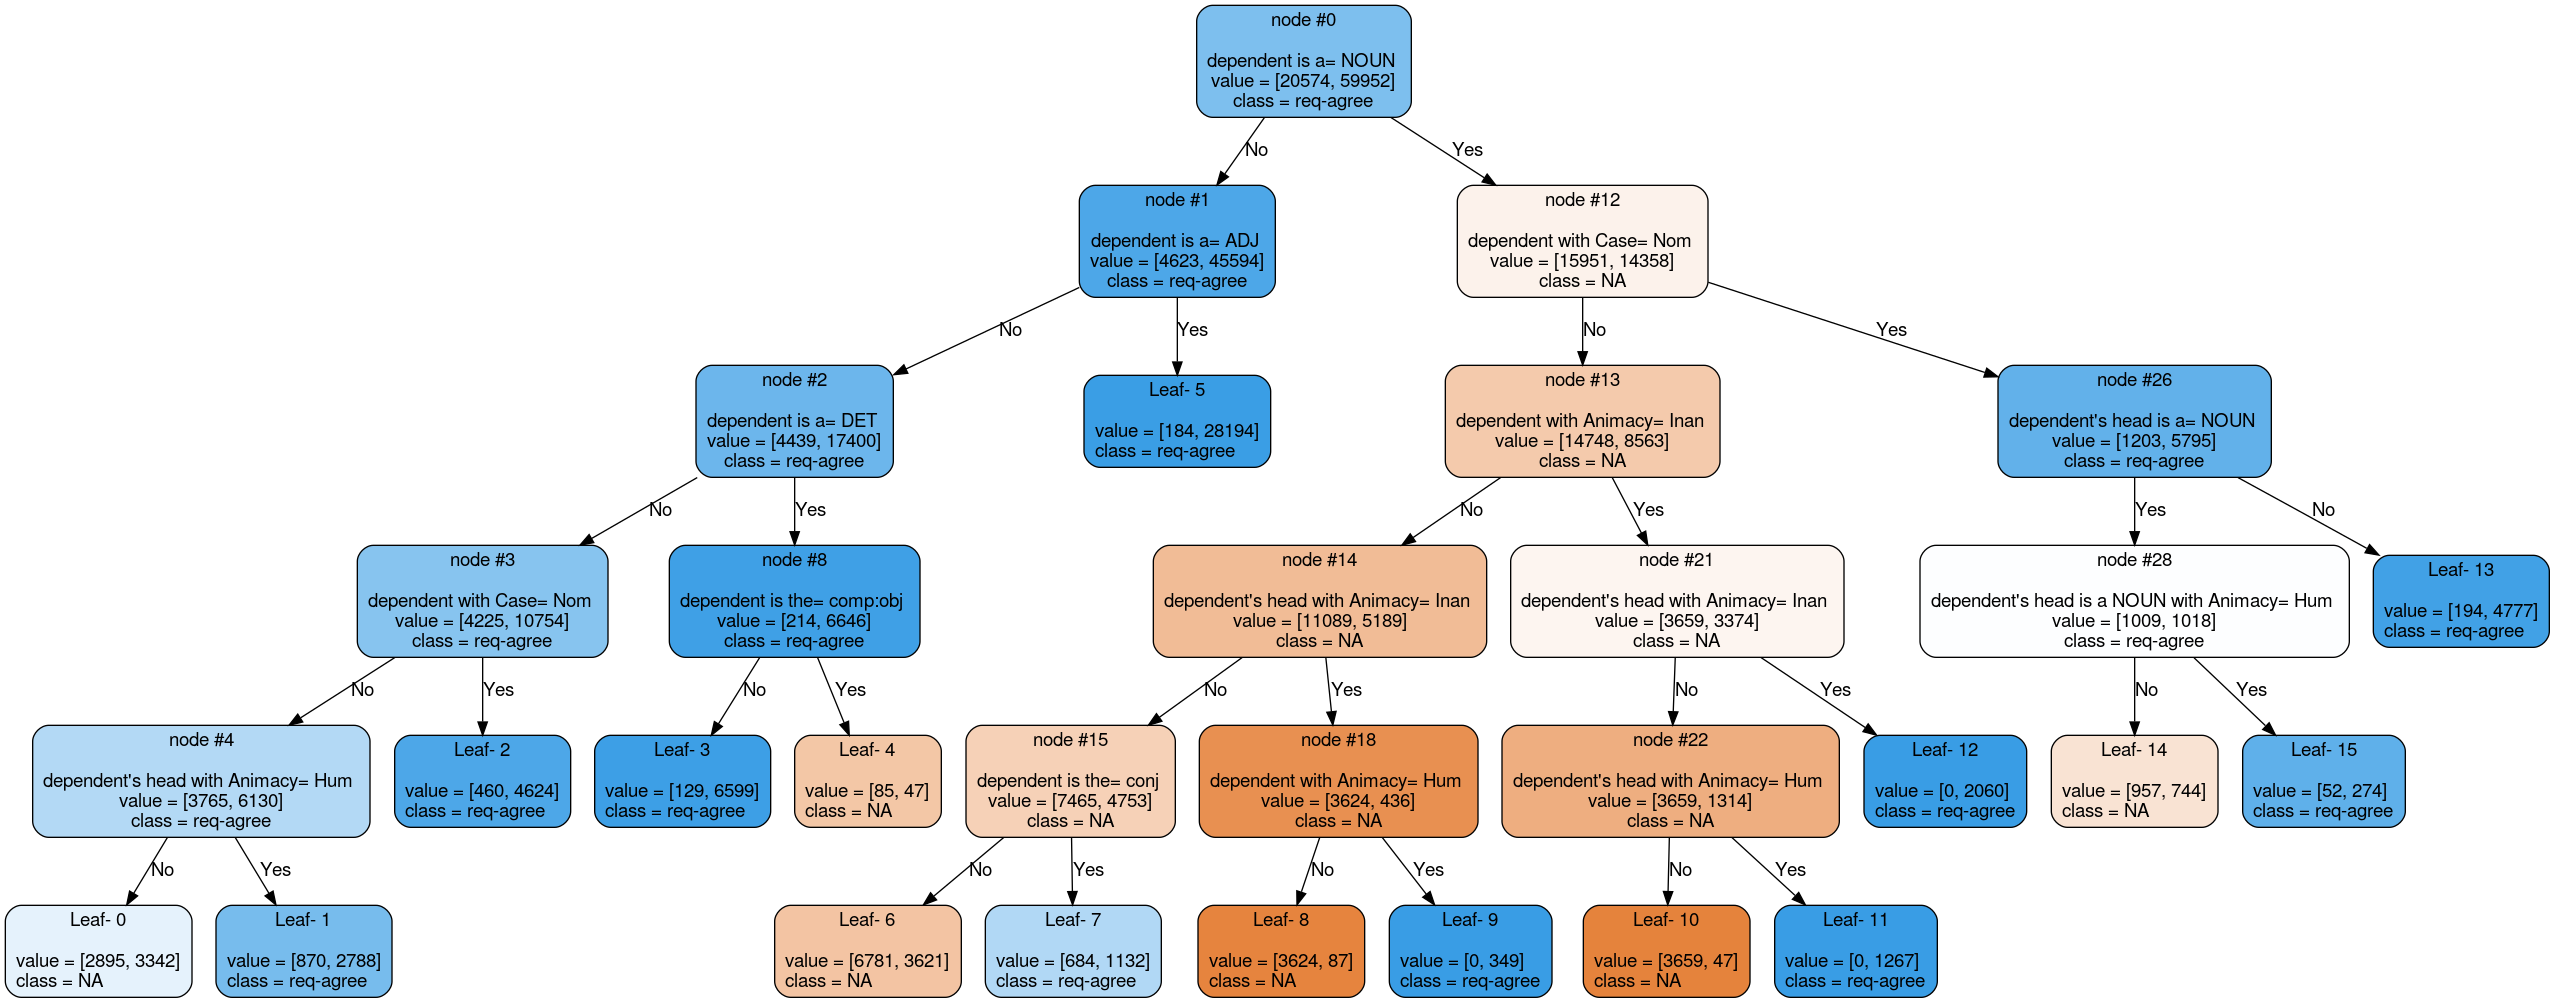 node #0
dependent is a= NOUN
value = [20574, 59952]
class = req-agree
No
Yes
node #1
dependent is a= ADJ
value = [4623, 45594]
class = req-agree
node #12
dependent with Case= Nom
value = [15951, 14358]
class = NA
No
Yes
No
Yes
node #2
dependent is a= DET
value = [4439, 17400]
class = req-agree
Leaf- 5
value = [184, 28194]
class = req-agree
node #13
dependent with Animacy= Inan
value = [14748, 8563]
class = NA
node #26
dependent's head is a= NOUN
value = [1203, 5795]
class = req-agree
No
Yes
No
Yes
Yes
No
node #3
dependent with Case= Nom
value = [4225, 10754]
class = req-agree
node #8
dependent is the= comp:obj
value = [214, 6646]
class = req-agree
node #14
dependent's head with Animacy= Inan
value = [11089, 5189]
class = NA
node #21
dependent's head with Animacy= Inan
value = [3659, 3374]
class = NA
node #28
dependent's head is a NOUN with Animacy= Hum
value = [1009, 1018]
class = req-agree
Leaf- 13
value = [194, 4777]
class = req-agree
No
Yes
No
Yes
No
Yes
No
Yes
No
Yes
node #4
dependent's head with Animacy= Hum
value = [3765, 6130]
class = req-agree
Leaf- 2
value = [460, 4624]
class = req-agree
Leaf- 3
value = [129, 6599]
class = req-agree
Leaf- 4
value = [85, 47]
class = NA
node #15
dependent is the= conj
value = [7465, 4753]
class = NA
node #18
dependent with Animacy= Hum
value = [3624, 436]
class = NA
node #22
dependent's head with Animacy= Hum
value = [3659, 1314]
class = NA
Leaf- 12
value = [0, 2060]
class = req-agree
Leaf- 14
value = [957, 744]
class = NA
Leaf- 15
value = [52, 274]
class = req-agree
No
Yes
No
Yes
No
Yes
No
Yes
Leaf- 0
value = [2895, 3342]
class = NA
Leaf- 1
value = [870, 2788]
class = req-agree
Leaf- 6
value = [6781, 3621]
class = NA
Leaf- 7
value = [684, 1132]
class = req-agree
Leaf- 8
value = [3624, 87]
class = NA
Leaf- 9
value = [0, 349]
class = req-agree
Leaf- 10
value = [3659, 47]
class = NA
Leaf- 11
value = [0, 1267]
class = req-agree